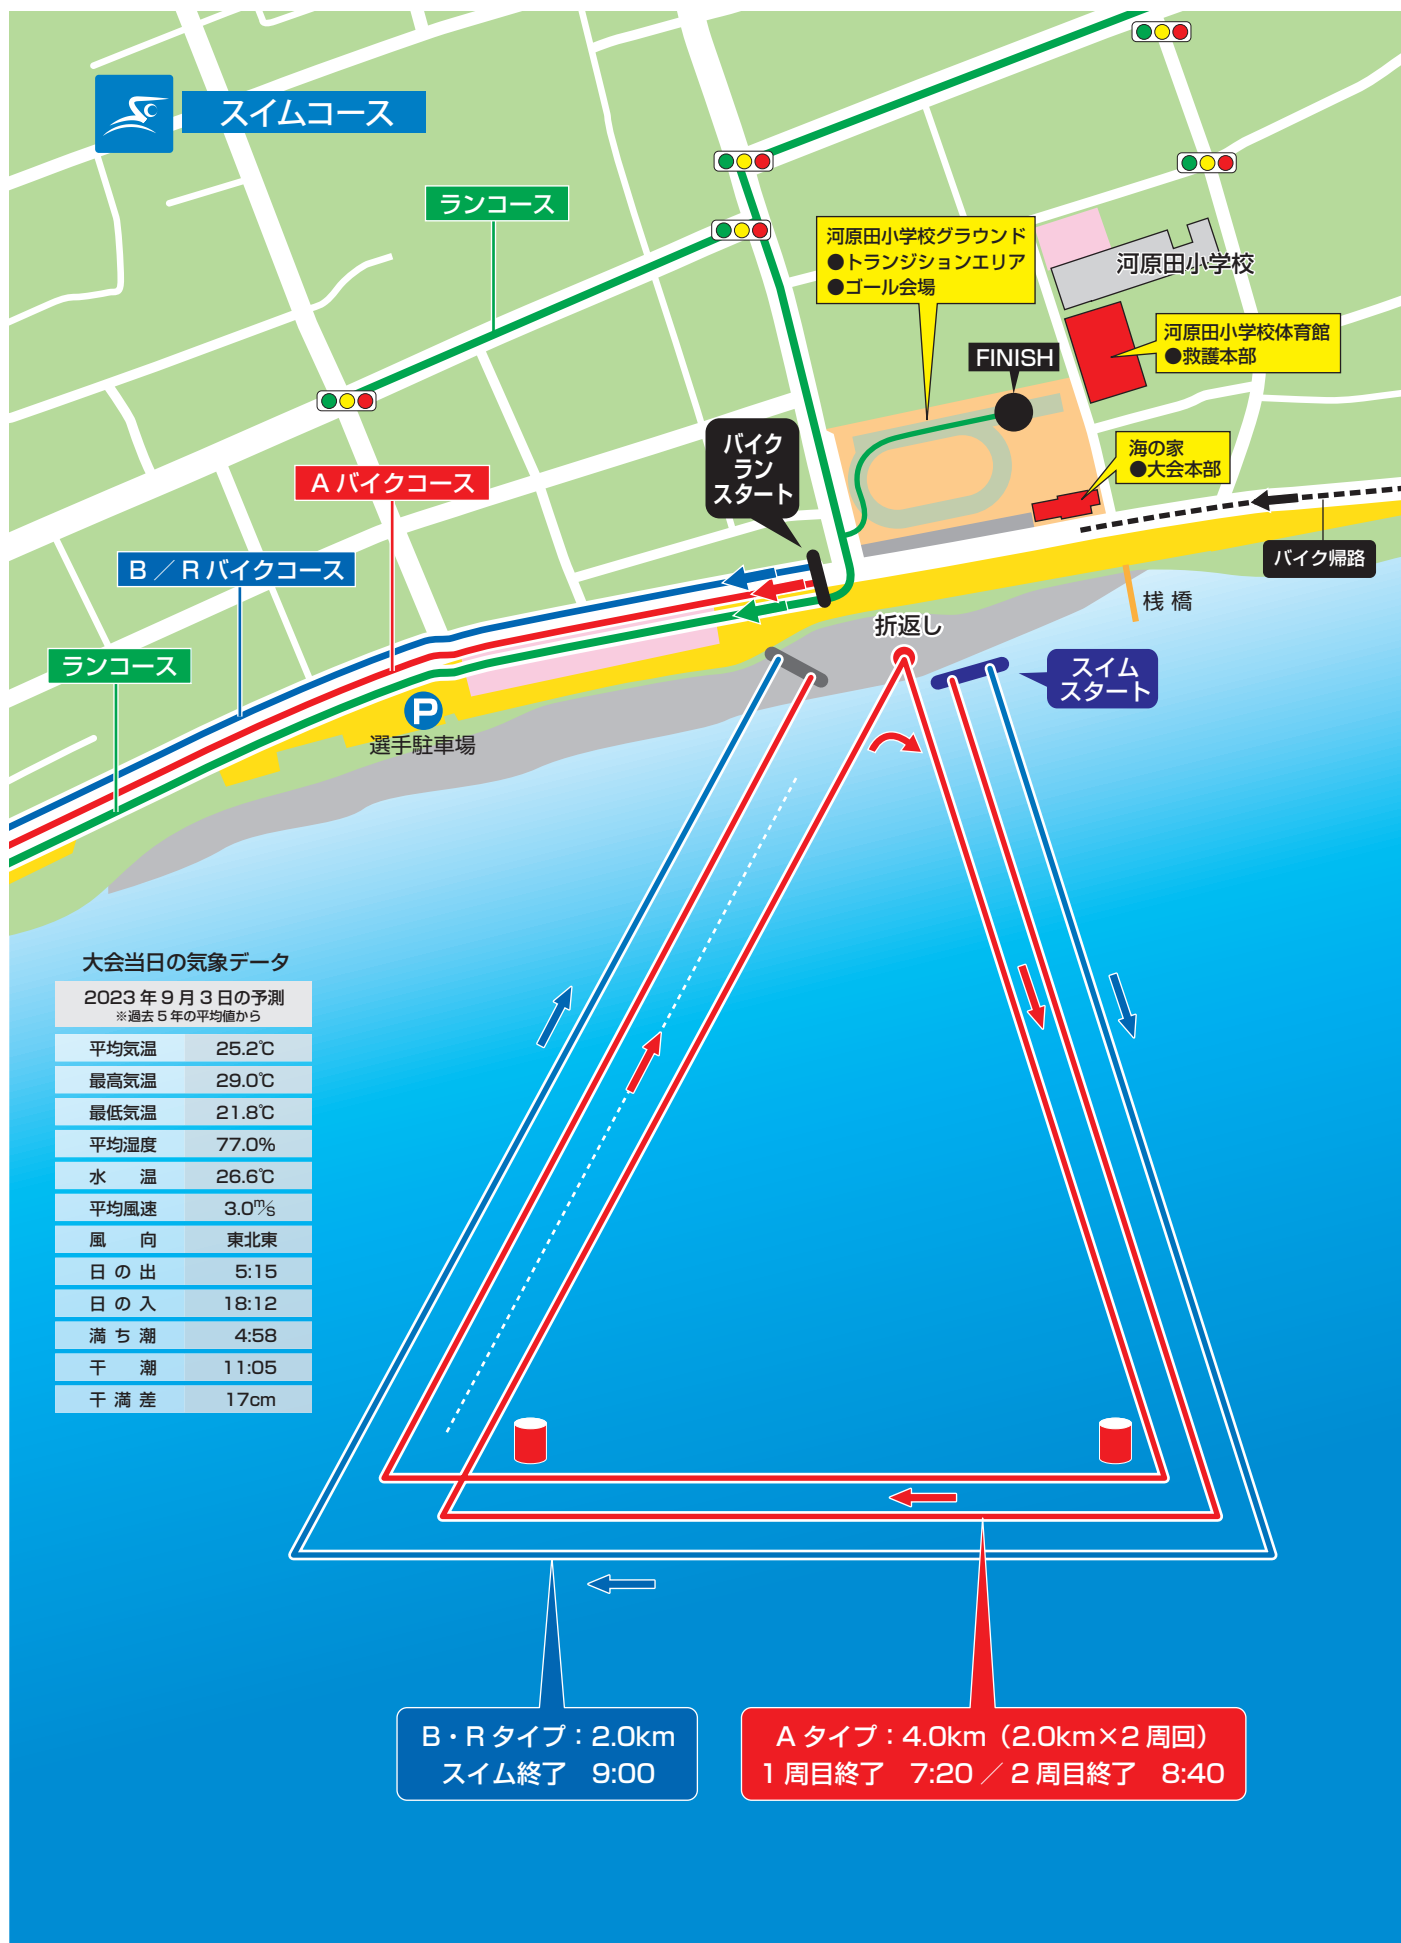 スイムコース
ランコース
河原田小学校グラウンド
●トランジションエリア
●ゴール会場
河原田小学校
河原田小学校体育館
●救護本部
FINISH
バイク
ラン
スタート
海の家
●大会本部
A バイクコース
B ／ R バイクコース
バイク帰路
桟 橋
折返し
スイム
スタート
ランコース
P
選手駐車場
大会当日の気象データ
2023 年 9 月 3 日の予測
※過去 5 年の平均値から
平均気温 25.2℃
最高気温 29.0℃
最低気温 21.8℃
平均湿度 77.0%
水　温 26.6℃
平均風速 3.0m/s
風　向 東北東
日 の 出 5:15
日 の 入 18:12
満 ち 潮 4:58
干　潮 11:05
干 満 差 17cm
B・R タイプ：2.0km
スイム終了　9:00
A タイプ：4.0km（2.0km×2 周回）
1 周目終了　7:20 ／ 2 周目終了　8:40